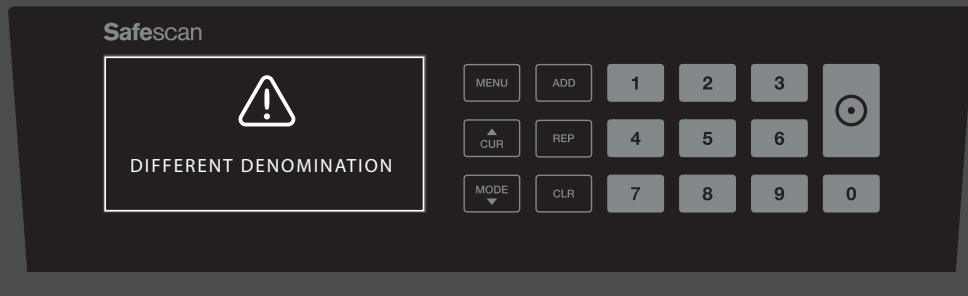 Safescan
DIFFERENT DENOMINATION
MENU ADD 1 2 3
CUR REP 4 5 6
MODE CLR 7 8 9 0